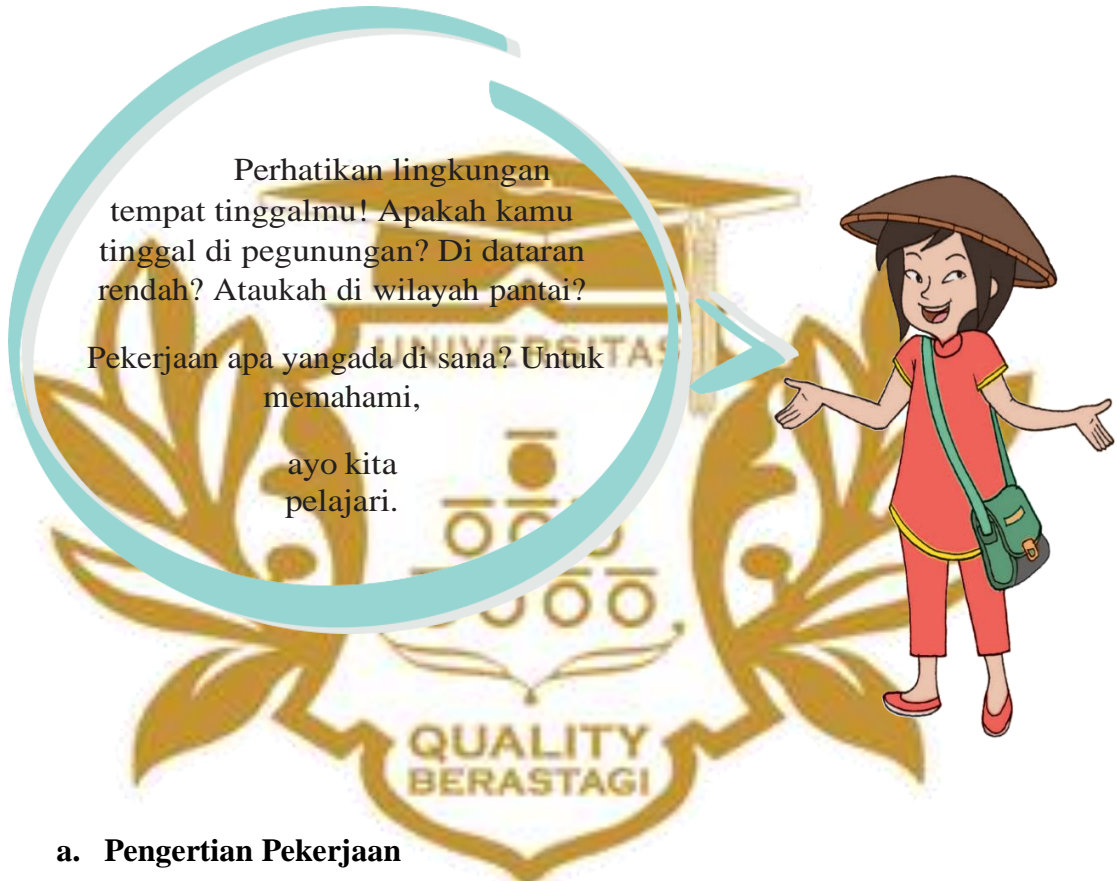 Perhatikan lingkungan
tempat tinggalmu! Apakah kamu
tinggal di pegunungan? Di dataran
rendah? Ataukah di wilayah pantai?
UNIVERSITAS
Pekerjaan apa yangada di sana? Untuk
memahami,
ayo kita
pelajari.
QUALITY
BERASTAGI
a. Pengertian Pekerjaan